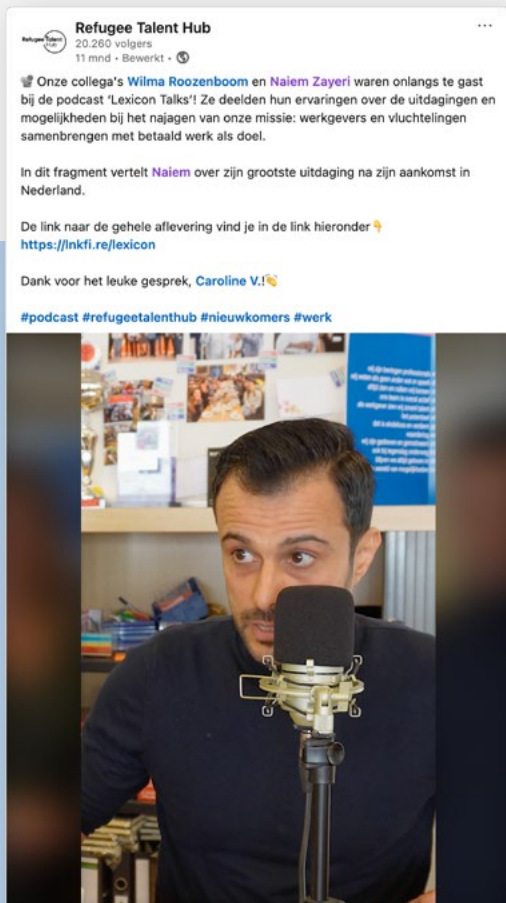 Refugee Talent Hub
Refugee Talent
Hub
20.260 volgers
11 mnd • Bewerkt •
Onze collega's Wilma Roozenboom en Naiem Zayeri waren onlangs te gast
bij de podcast ‘Lexicon Talks’! Ze deelden hun ervaringen over de uitdagingen en
mogelijkheden bij het najagen van onze missie: werkgevers en vluchtelingen
samenbrengen met betaald werk als doel.
In dit fragment vertelt Naiem over zijn grootste uitdaging na zijn aankomst in
Nederland.
De link naar de gehele aflevering vind je in de link hieronder👇
https://lnkfi.re/lexicon
Dank voor het leuke gesprek, Caroline V.!👏
#podcast #refugeetalenthub #nieuwkomers #werk